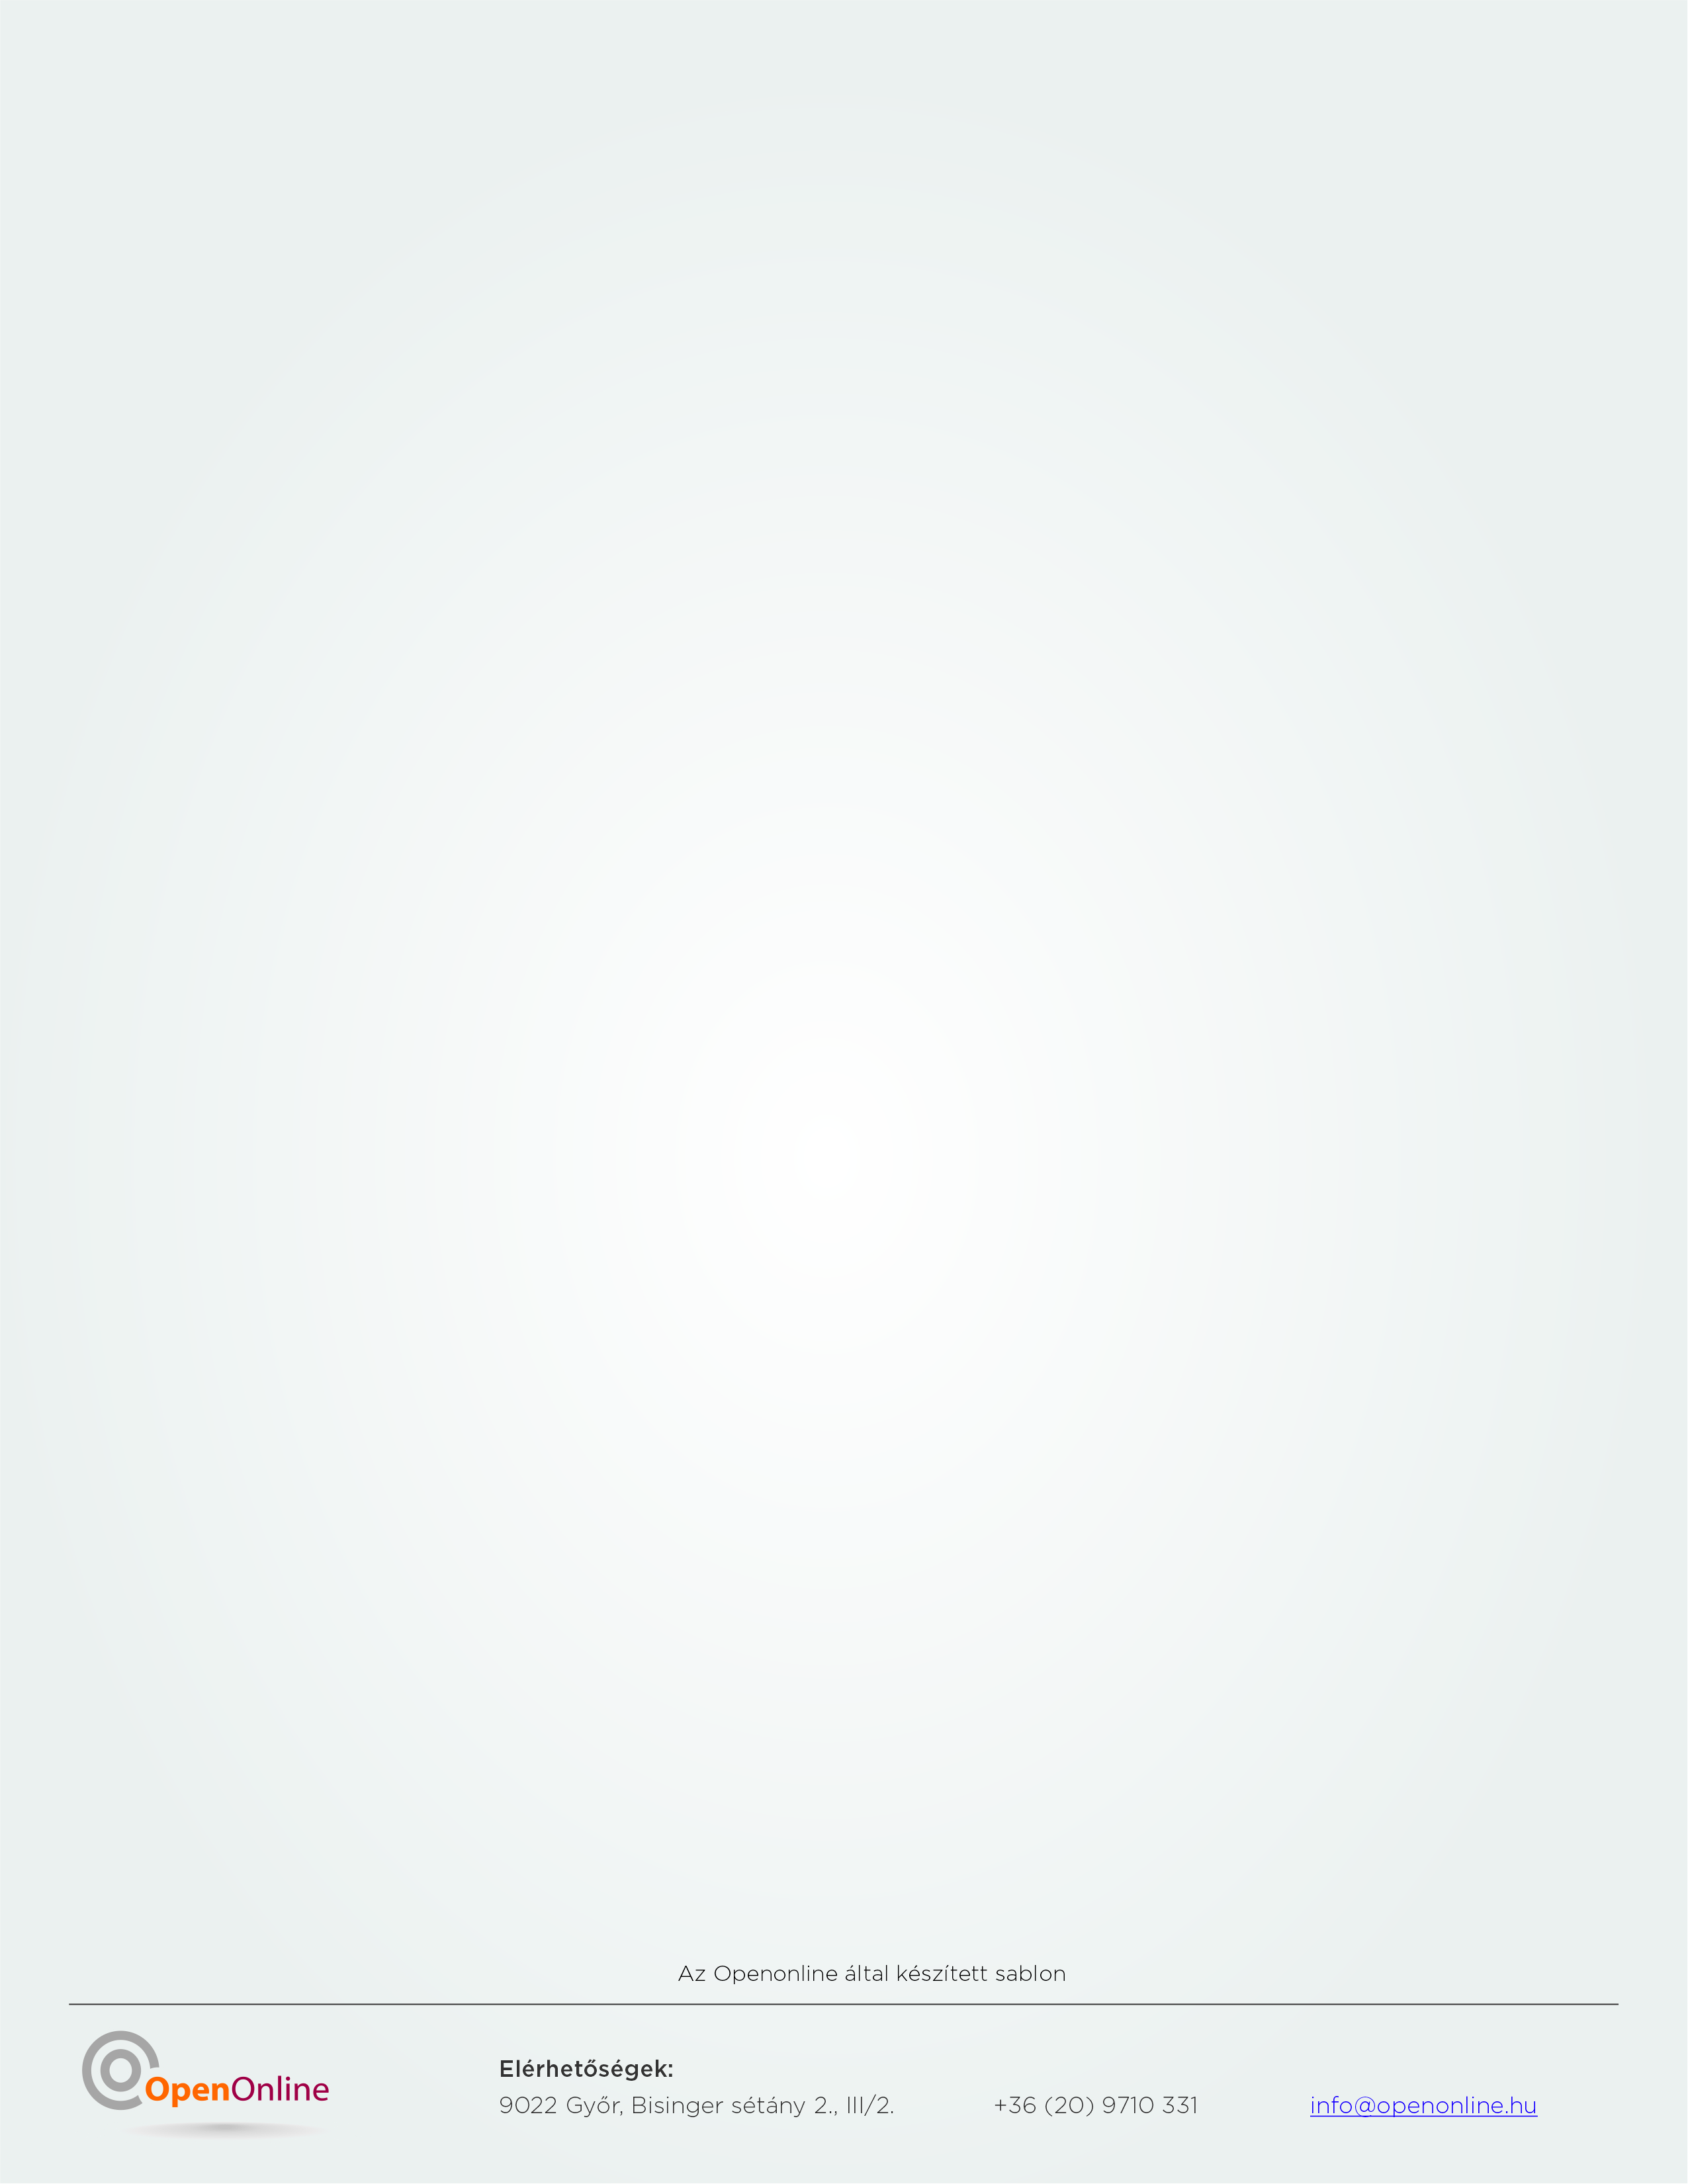 Az Openonline által készített sablon
OpenOnline
Elérhetőségek:
9022 Győr, Bisinger sétány 2., III/2. +36 (20) 9710 331 info@openonline.hu